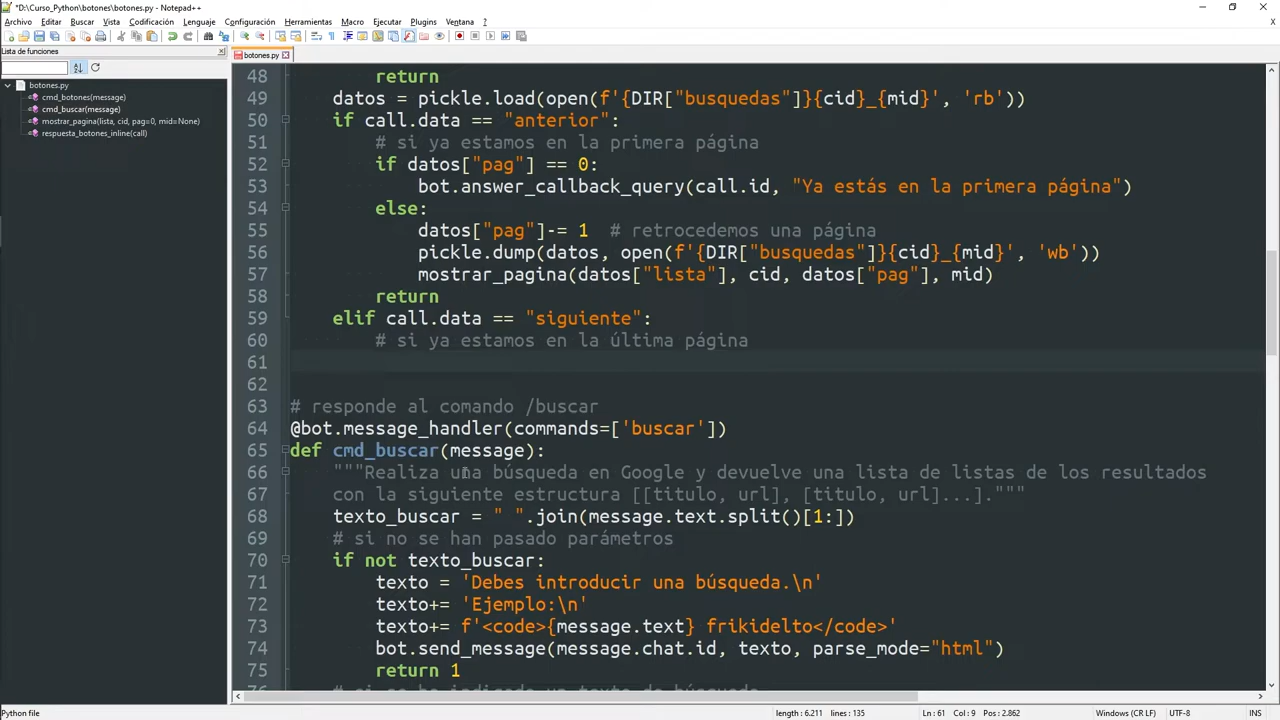 *D:\Curso_Python\botones\botones.py - Notepad++
Archivo Editar Buscar Vista Codificación Lenguaje Configuración Herramientas Macro Ejecutar Plugins Ventana ? X
Lista de funciones
botones.py
botones.py
cmd_botones(message)
cmd_buscar(message)
mostrar_pagina(lista, cid, pag=0, mid=None)
respuesta_botones_inline(call)
48 return
49 datos = pickle.load(open(f'{DIR["busquedas"]}{cid}_{mid}', 'rb'))
50 if call.data == "anterior":
51 # si ya estamos en la primera página
52 if datos["pag"] == 0:
53 bot.answer_callback_query(call.id, "Ya estás en la primera página")
54 else:
55 datos["pag"]-= 1 # retrocedemos una página
56 pickle.dump(datos, open(f'{DIR["busquedas"]}{cid}_{mid}', 'wb'))
57 mostrar_pagina(datos["lista"], cid, datos["pag"], mid)
58 return
59 elif call.data == "siguiente":
60 # si ya estamos en la última página
61
62
63 # responde al comando /buscar
64 @bot.message_handler(commands=['buscar'])
65 def cmd_buscar(message):
66 """Realiza una búsqueda en Google y devuelve una lista de listas de los resultados
67 con la siguiente estructura [[titulo, url], [titulo, url]...]."""
68 texto_buscar = " ".join(message.text.split()[1:])
69 # si no se han pasado parámetros
70 if not texto_buscar:
71 texto = 'Debes introducir una búsqueda.\n'
72 texto+= 'Ejemplo:\n'
73 texto+= f'<code>{message.text} frikidelto</code>'
74 bot.send_message(message.chat.id, texto, parse_mode="html")
75 return 1
76 # si se ha indicado un texto de búsqueda
Python file length : 6.211 lines : 135 Ln : 61 Col : 9 Pos : 2.862 Windows (CR LF) UTF-8 INS